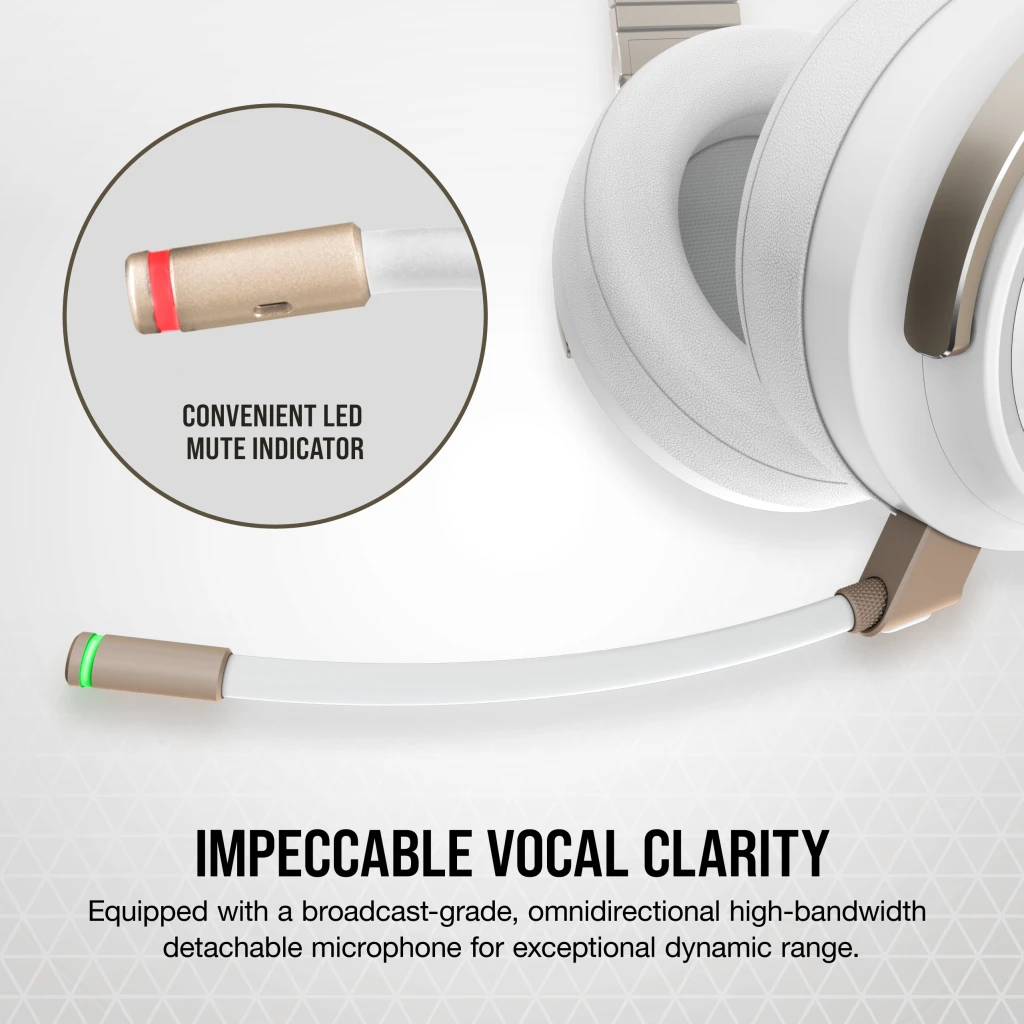 CONVENIENT LED
MUTE INDICATOR
IMPECCABLE VOCAL CLARITY
Equipped with a broadcast-grade, omnidirectional high-bandwidth
detachable microphone for exceptional dynamic range.